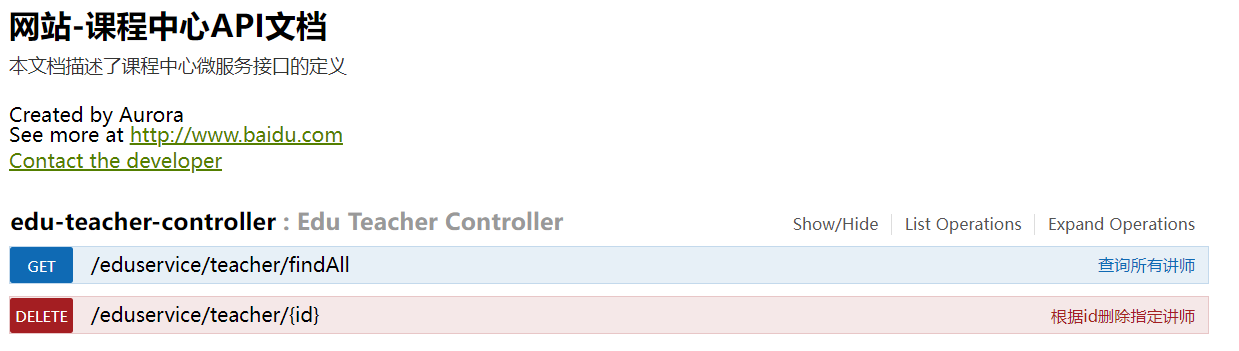 网站-课程中心API文档
本文档描述了课程中心微服务接口的定义
Created by Aurora
See more at http://www.baidu.com
Contact the developer
edu-teacher-controller : Edu Teacher Controller Show/Hide List Operations Expand Operations
GET /eduservice/teacher/findAll 查询所有讲师
DELETE /eduservice/teacher/{id} 根据id删除指定讲师